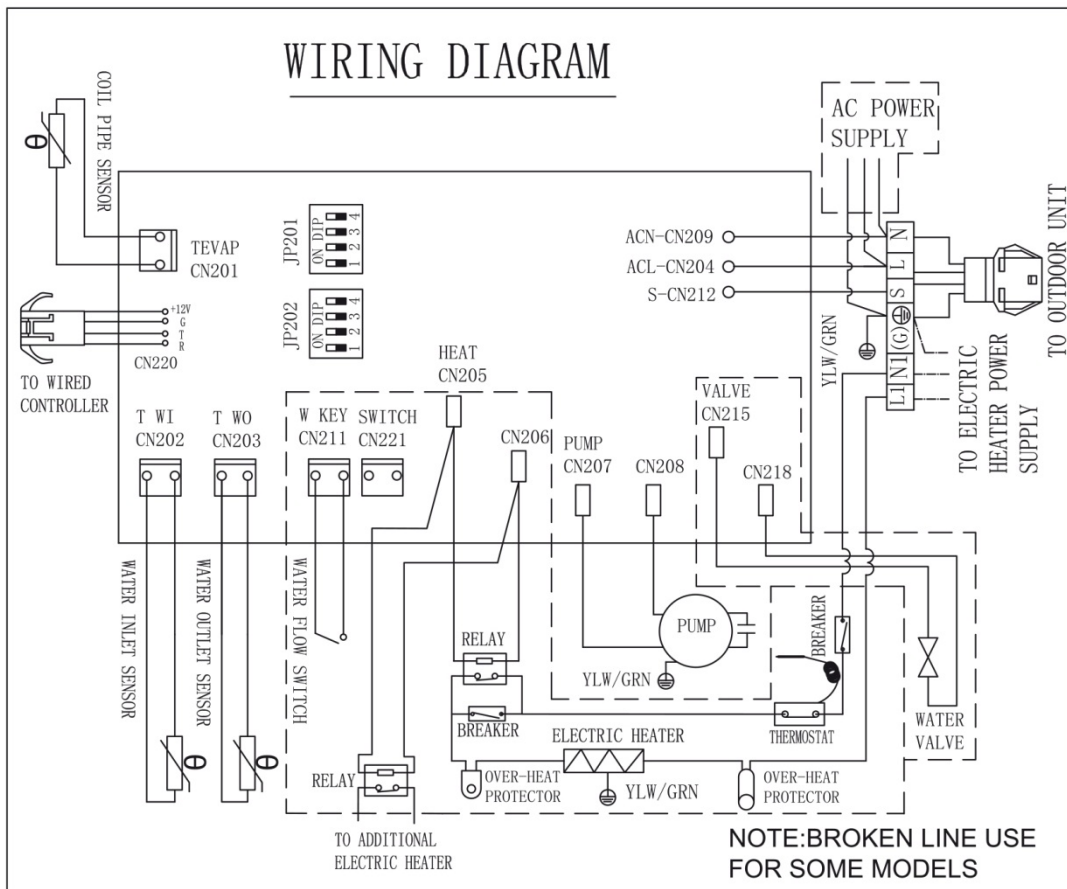 WIRING DIAGRAM
COIL PIPE SENSOR
θ
TEVAP
CN201
+12V
G
T
R
CN220
TO WIRED
CONTROLLER
JP201
ON DIP
1 2 3 4
JP202
ON DIP
1 2 3 4
AC POWER
SUPPLY
ACN-CN209
ACL-CN204
S-CN212
N
L
S
(G)
N1
L1
YLW/GRN
TO OUTDOOR UNIT
TO ELECTRIC
HEATER POWER
SUPPLY
T WI
CN202
T WO
CN203
W KEY
CN211
SWITCH
CN221
HEAT
CN205
CN206
PUMP
CN207
CN208
VALVE
CN215
CN218
WATER INLET SENSOR
θ
WATER OUTLET SENSOR
θ
WATER FLOW SWITCH
RELAY
BREAKER
PUMP
YLW/GRN
BREAKER
THERMOSTAT
WATER
VALVE
ELECTRIC HEATER
OVER-HEAT
PROTECTOR
YLW/GRN
OVER-HEAT
PROTECTOR
RELAY
TO ADDITIONAL
ELECTRIC HEATER
NOTE:BROKEN LINE USE
FOR SOME MODELS